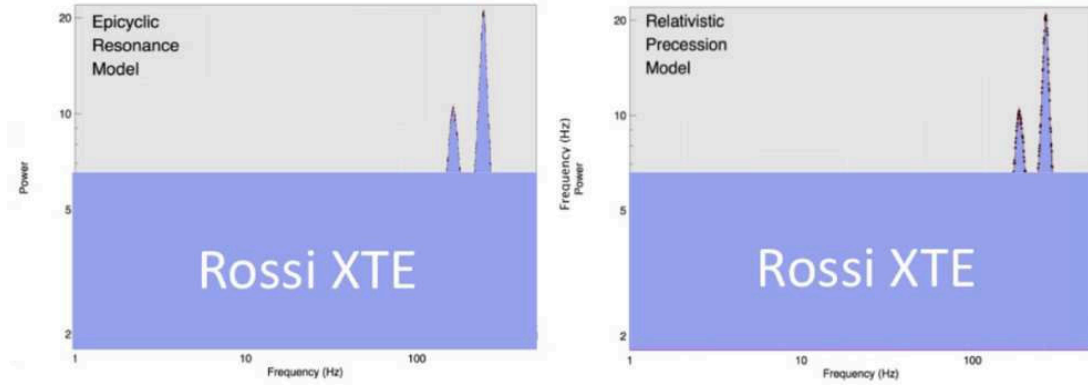 Epicyclic
Resonance
Model
20
10
5
2
Power
Rossi XTE
1
10
100
Frequency (Hz)
Relativistic
Precession
Model
20
10
5
2
Frequency (Hz)
Power
Rossi XTE
1
10
100
Frequency (Hz)